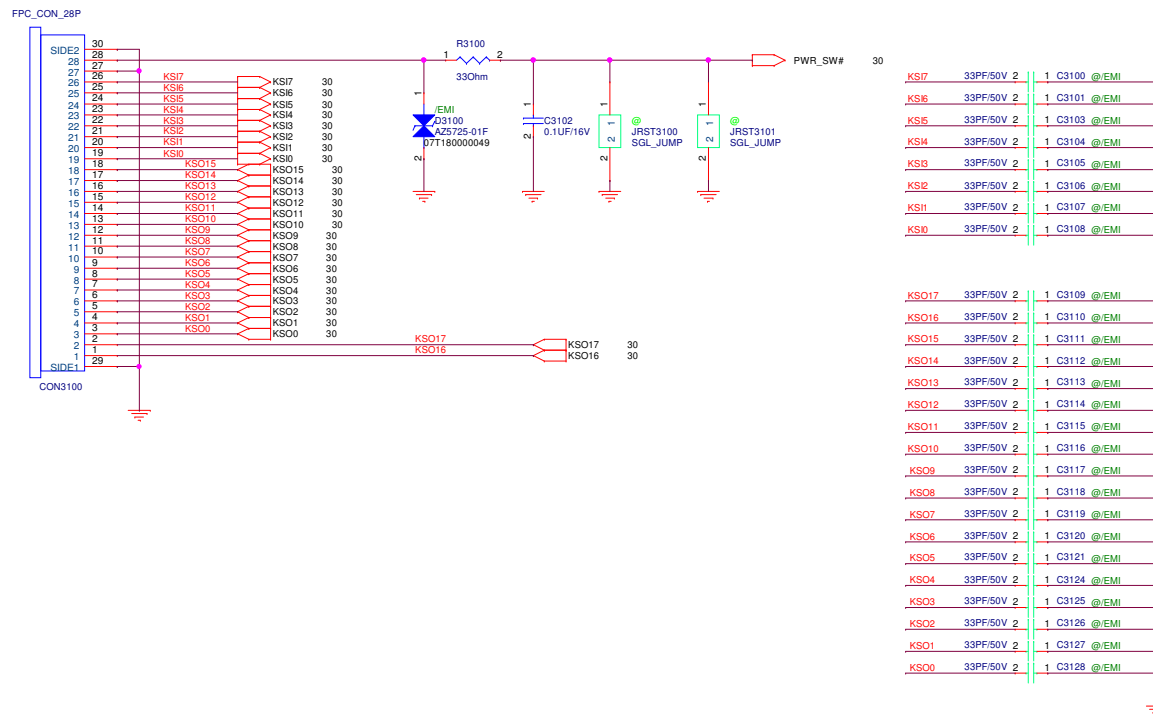 FPC_CON_28P
SIDE2 30
28 28
27 27
26 26 KSI7 KSI7 30
25 25 KSI6 KSI6 30
24 24 KSI5 KSI5 30
23 23 KSI4 KSI4 30
22 22 KSI3 KSI3 30
21 21 KSI2 KSI2 30
20 20 KSI1 KSI1 30
19 19 KSI0 KSI0 30
18 18 KSO15 KSO15 30
17 17 KSO14 KSO14 30
16 16 KSO13 KSO13 30
15 15 KSO12 KSO12 30
14 14 KSO11 KSO11 30
13 13 KSO10 KSO10 30
12 12 KSO9 KSO9 30
11 11 KSO8 KSO8 30
10 10 KSO7 KSO7 30
9 9 KSO6 KSO6 30
8 8 KSO5 KSO5 30
7 7 KSO4 KSO4 30
6 6 KSO3 KSO3 30
5 5 KSO2 KSO2 30
4 4 KSO1 KSO1 30
3 3 KSO0 KSO0 30
2 2 KSO17 KSO17 30
1 1 KSO16 KSO16 30
SIDE1 29
CON3100
R3100
1 2
33Ohm
PWR_SW# 30
1
/EMI
D3100
AZ5725-01F
07T180000049
2
1
C3102
0.1UF/16V
2
1
@
1
2
JRST3100
SGL_JUMP
2
1
@
1
2
JRST3101
SGL_JUMP
2
KSI7 33PF/50V 2 1 C3100 @/EMI
KSI6 33PF/50V 2 1 C3101 @/EMI
KSI5 33PF/50V 2 1 C3103 @/EMI
KSI4 33PF/50V 2 1 C3104 @/EMI
KSI3 33PF/50V 2 1 C3105 @/EMI
KSI2 33PF/50V 2 1 C3106 @/EMI
KSI1 33PF/50V 2 1 C3107 @/EMI
KSI0 33PF/50V 2 1 C3108 @/EMI
KSO17 33PF/50V 2 1 C3109 @/EMI
KSO16 33PF/50V 2 1 C3110 @/EMI
KSO15 33PF/50V 2 1 C3111 @/EMI
KSO14 33PF/50V 2 1 C3112 @/EMI
KSO13 33PF/50V 2 1 C3113 @/EMI
KSO12 33PF/50V 2 1 C3114 @/EMI
KSO11 33PF/50V 2 1 C3115 @/EMI
KSO10 33PF/50V 2 1 C3116 @/EMI
KSO9 33PF/50V 2 1 C3117 @/EMI
KSO8 33PF/50V 2 1 C3118 @/EMI
KSO7 33PF/50V 2 1 C3119 @/EMI
KSO6 33PF/50V 2 1 C3120 @/EMI
KSO5 33PF/50V 2 1 C3121 @/EMI
KSO4 33PF/50V 2 1 C3124 @/EMI
KSO3 33PF/50V 2 1 C3125 @/EMI
KSO2 33PF/50V 2 1 C3126 @/EMI
KSO1 33PF/50V 2 1 C3127 @/EMI
KSO0 33PF/50V 2 1 C3128 @/EMI